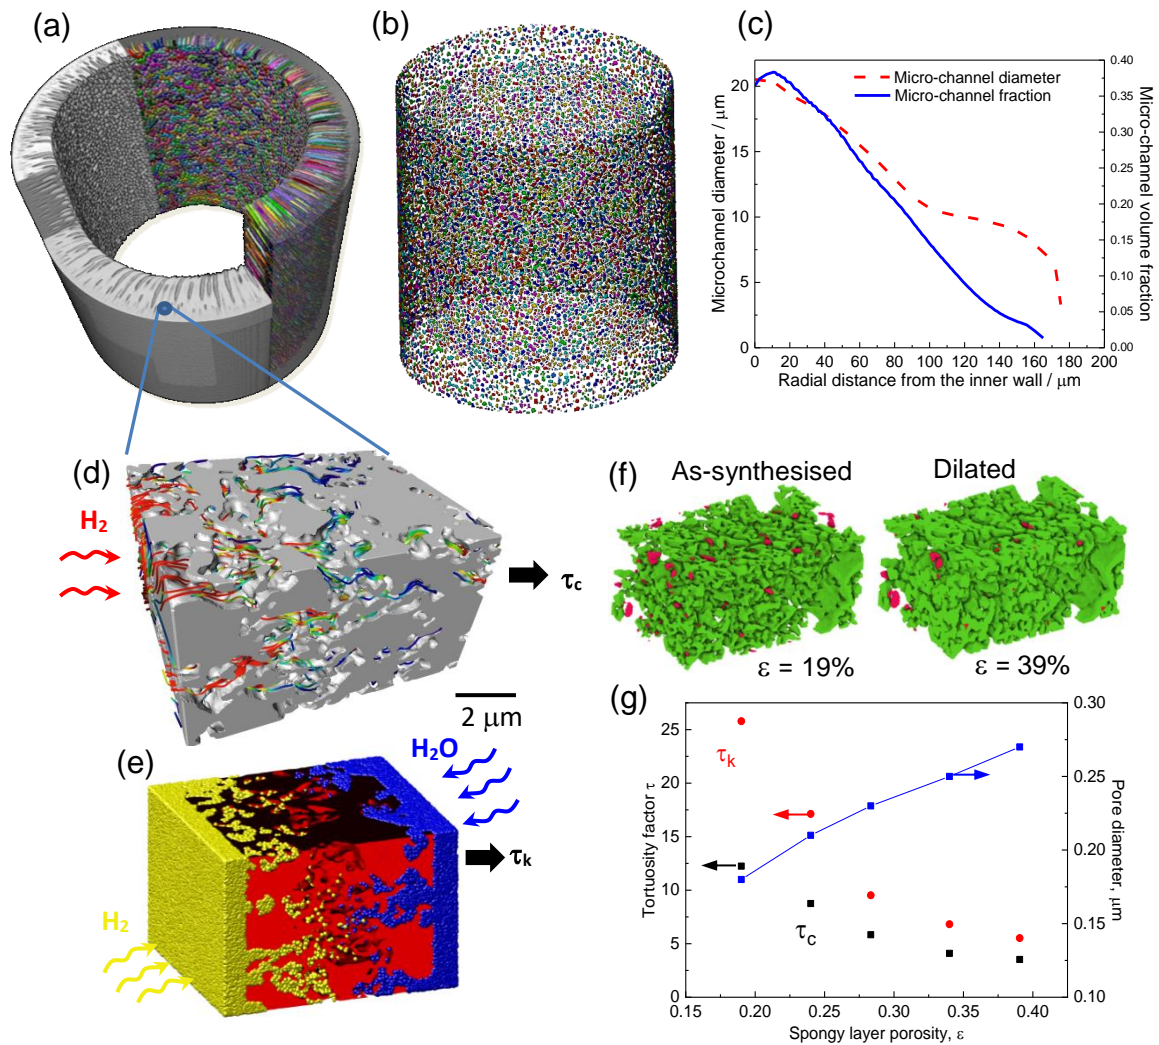 (a)
(b)
(c)
20
15
10
5
0
0 20 40 60 80 100 120 140 160 180 200
0.40
0.35
0.30
0.25
0.20
0.15
0.10
0.05
0.00
Microchannel diameter / μm
Micro-channel volume fraction
Radial distance from the inner wall / μm
Micro-channel diameter
Micro-channel fraction
(d)
H₂
τc
2 μm
(e)
H₂O
H₂
τk
(f)
As-synthesised
Dilated
ε = 19%
ε = 39%
(g)
25
20
15
10
5
0
0.15 0.20 0.25 0.30 0.35 0.40
0.30
0.25
0.20
0.15
0.10
Tortuosity factor τ
Pore diameter, μm
Spongy layer porosity, ε
τk
τc